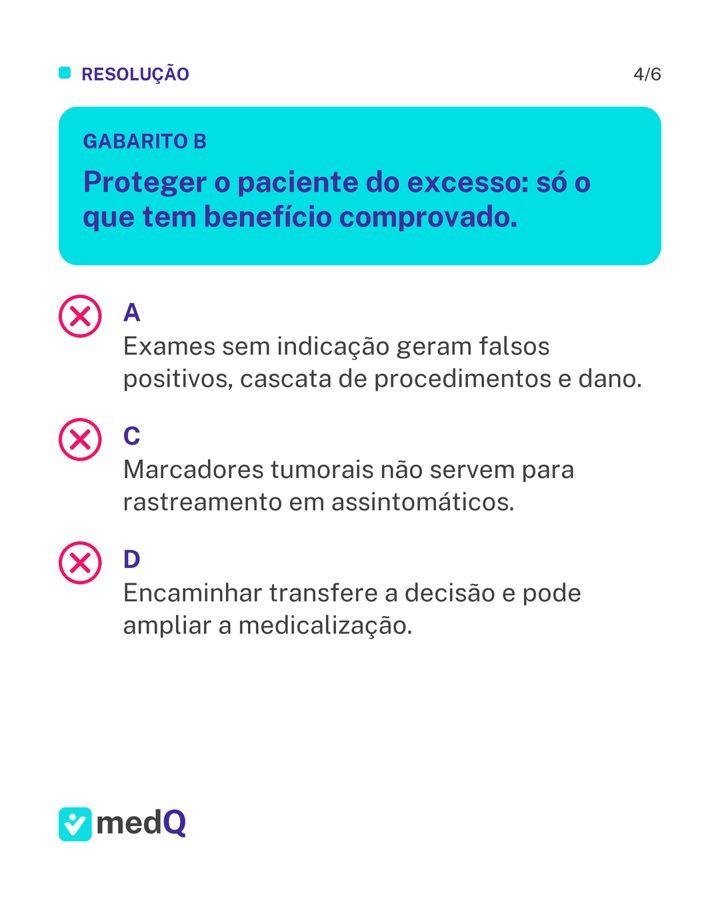 RESOLUÇÃO
4/6
GABARITO B
Proteger o paciente do excesso: só o
que tem benefício comprovado.
A
Exames sem indicação geram falsos
positivos, cascata de procedimentos e dano.
C
Marcadores tumorais não servem para
rastreamento em assintomáticos.
D
Encaminhar transfere a decisão e pode
ampliar a medicalização.
medQ